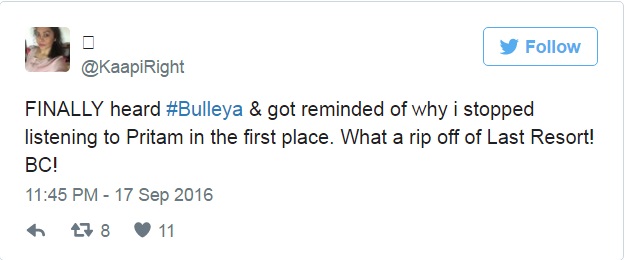 Follow
@KaapiRight
FINALLY heard #Bulleya & got reminded of why i stopped
listening to Pritam in the first place. What a rip off of Last Resort!
BC!
11:45 PM - 17 Sep 2016
8 11